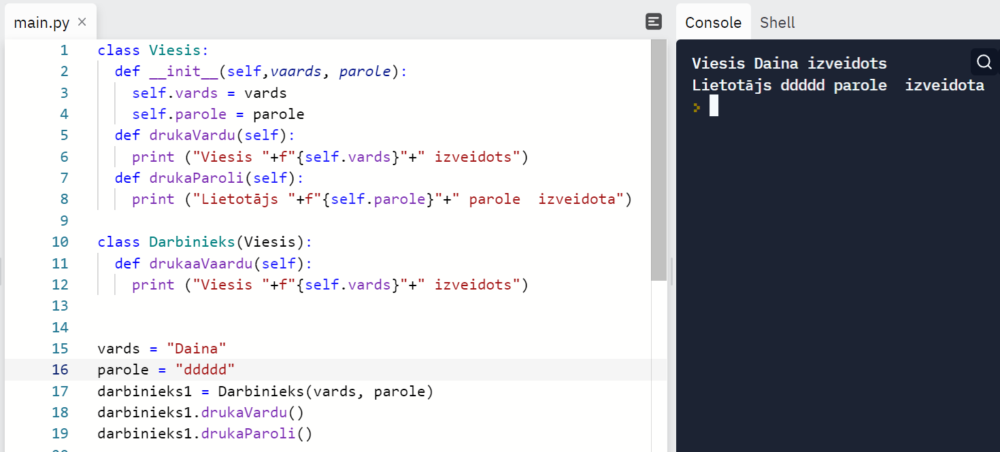 main.py ×
1 class Viesis:
2   def __init__(self,vaards, parole):
3     self.vards = vards
4     self.parole = parole
5   def drukaVardu(self):
6     print ("Viesis "+f"{self.vards}"+" izveidots")
7   def drukaParoli(self):
8     print ("Lietotājs "+f"{self.parole}"+" parole  izveidota")
9
10 class Darbinieks(Viesis):
11   def drukaaVaardu(self):
12     print ("Viesis "+f"{self.vards}"+" izveidots")
13
14
15 vards = "Daina"
16 parole = "ddddd"
17 darbinieks1 = Darbinieks(vards, parole)
18 darbinieks1.drukaVardu()
19 darbinieks1.drukaParoli()
Console Shell
Viesis Daina izveidots
Lietotājs ddddd parole  izveidota